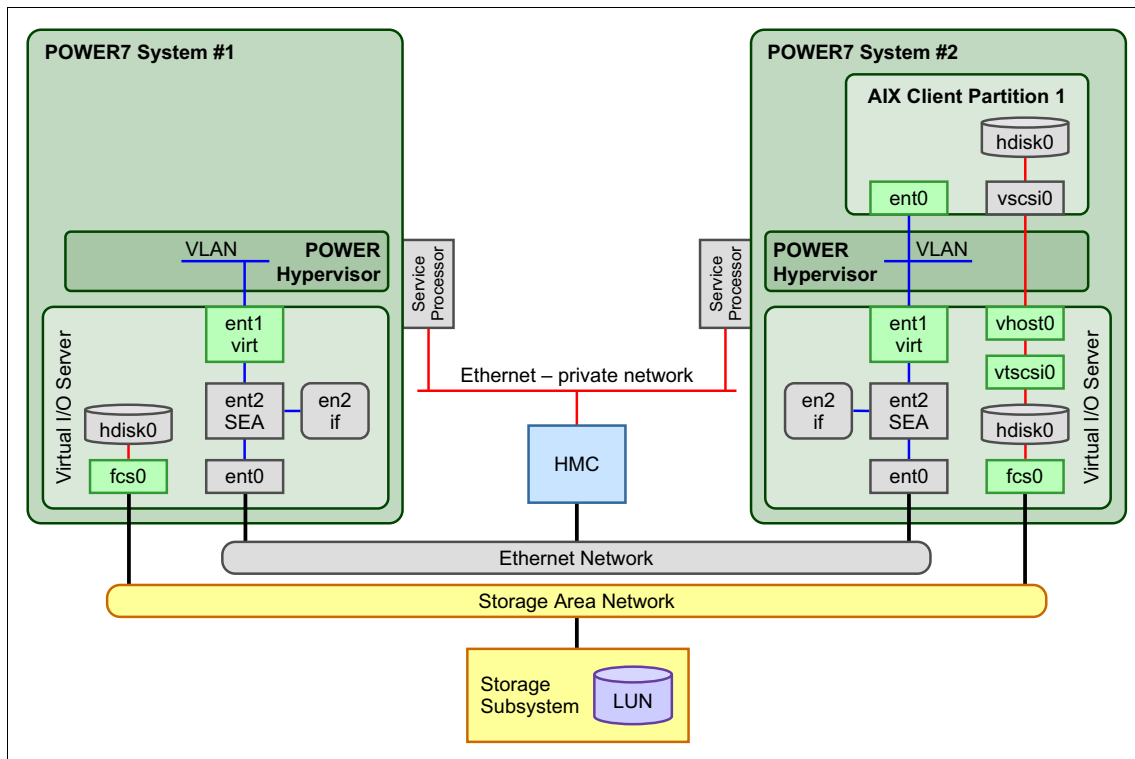 POWER7 System #1
VLAN
POWER
Hypervisor
Service
Processor
Virtual I/O Server
ent1
virt
ent2
SEA
en2
if
hdisk0
fcs0
ent0
POWER7 System #2
AIX Client Partition 1
hdisk0
ent0
vscsi0
POWER
Hypervisor
VLAN
Service
Processor
ent1
virt
vhost0
vtscsi0
en2
if
ent2
SEA
hdisk0
ent0
fcs0
Virtual I/O Server
Ethernet – private network
HMC
Ethernet Network
Storage Area Network
Storage
Subsystem
LUN